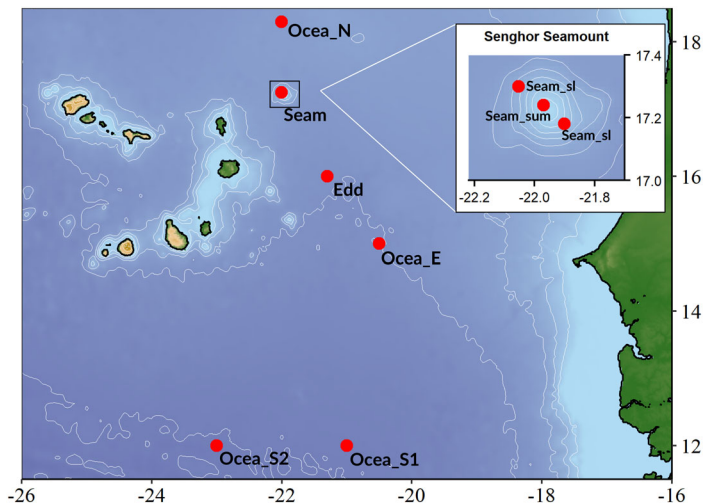 Ocea_N
Senghor Seamount
17.4
18
Seam
Seam_sl
Seam_sum
17.2
Seam_sl
17.0
-22.2
-22.0
-21.8
Edd
16
Ocea_E
14
Ocea_S2
Ocea_S1
12
-26
-24
-22
-20
-18
-16